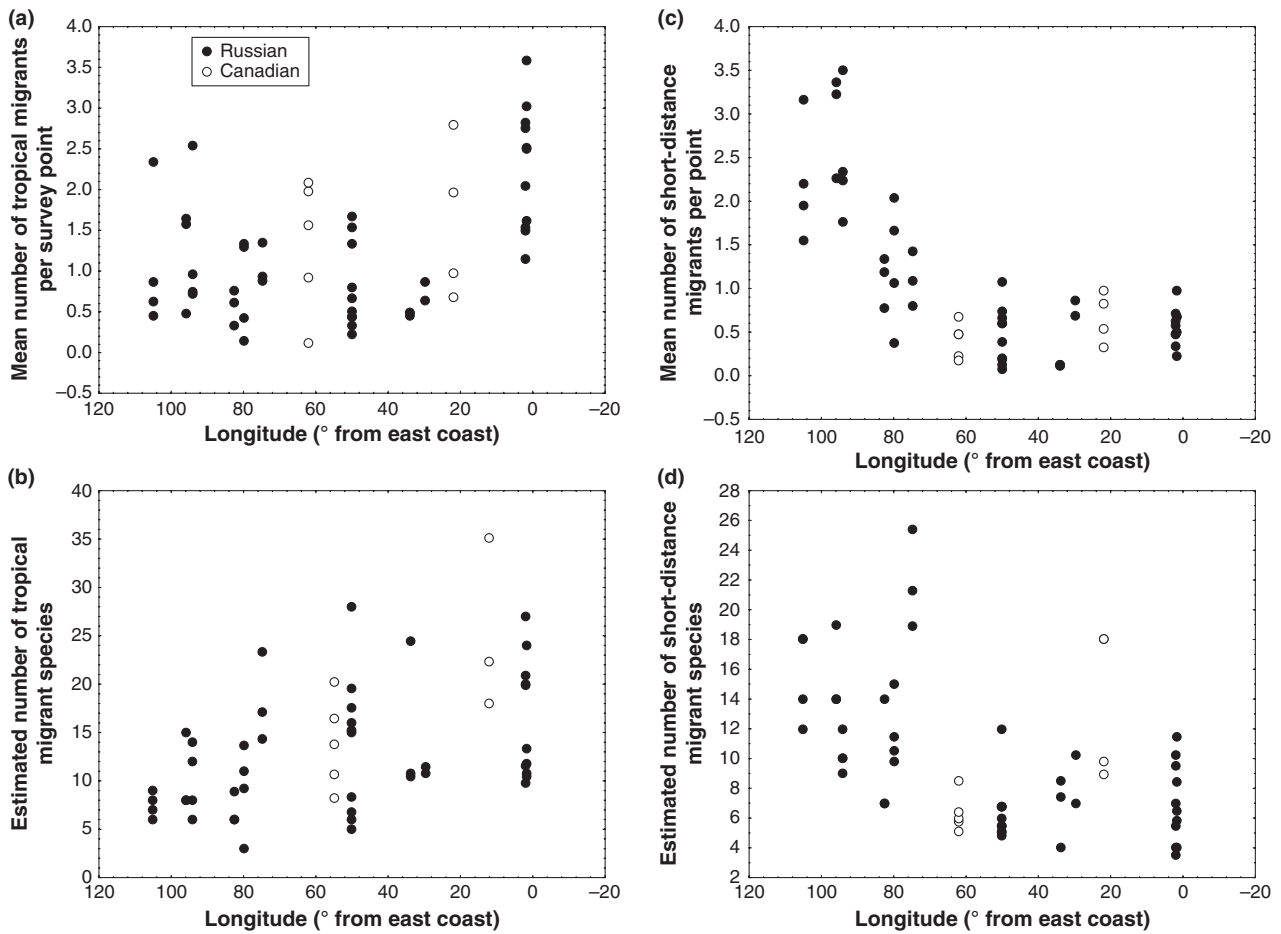 (a)
Mean number of tropical migrants
per survey point
4.0
3.5
3.0
2.5
2.0
1.5
1.0
0.5
0.0
–0.5
Russian
Canadian
120 100 80 60 40 20 0 –20
Longitude (° from east coast)
(c)
Mean number of short-distance
migrants per point
4.0
3.5
3.0
2.5
2.0
1.5
1.0
0.5
0.0
–0.5
120 100 80 60 40 20 0 –20
Longitude (° from east coast)
(b)
Estimated number of tropical
migrant species
40
35
30
25
20
15
10
5
0
120 100 80 60 40 20 0 –20
Longitude (° from east coast)
(d)
Estimated number of short-distance
migrant species
28
26
24
22
20
18
16
14
12
10
8
6
4
2
120 100 80 60 40 20 0 –20
Longitude (° from east coast)